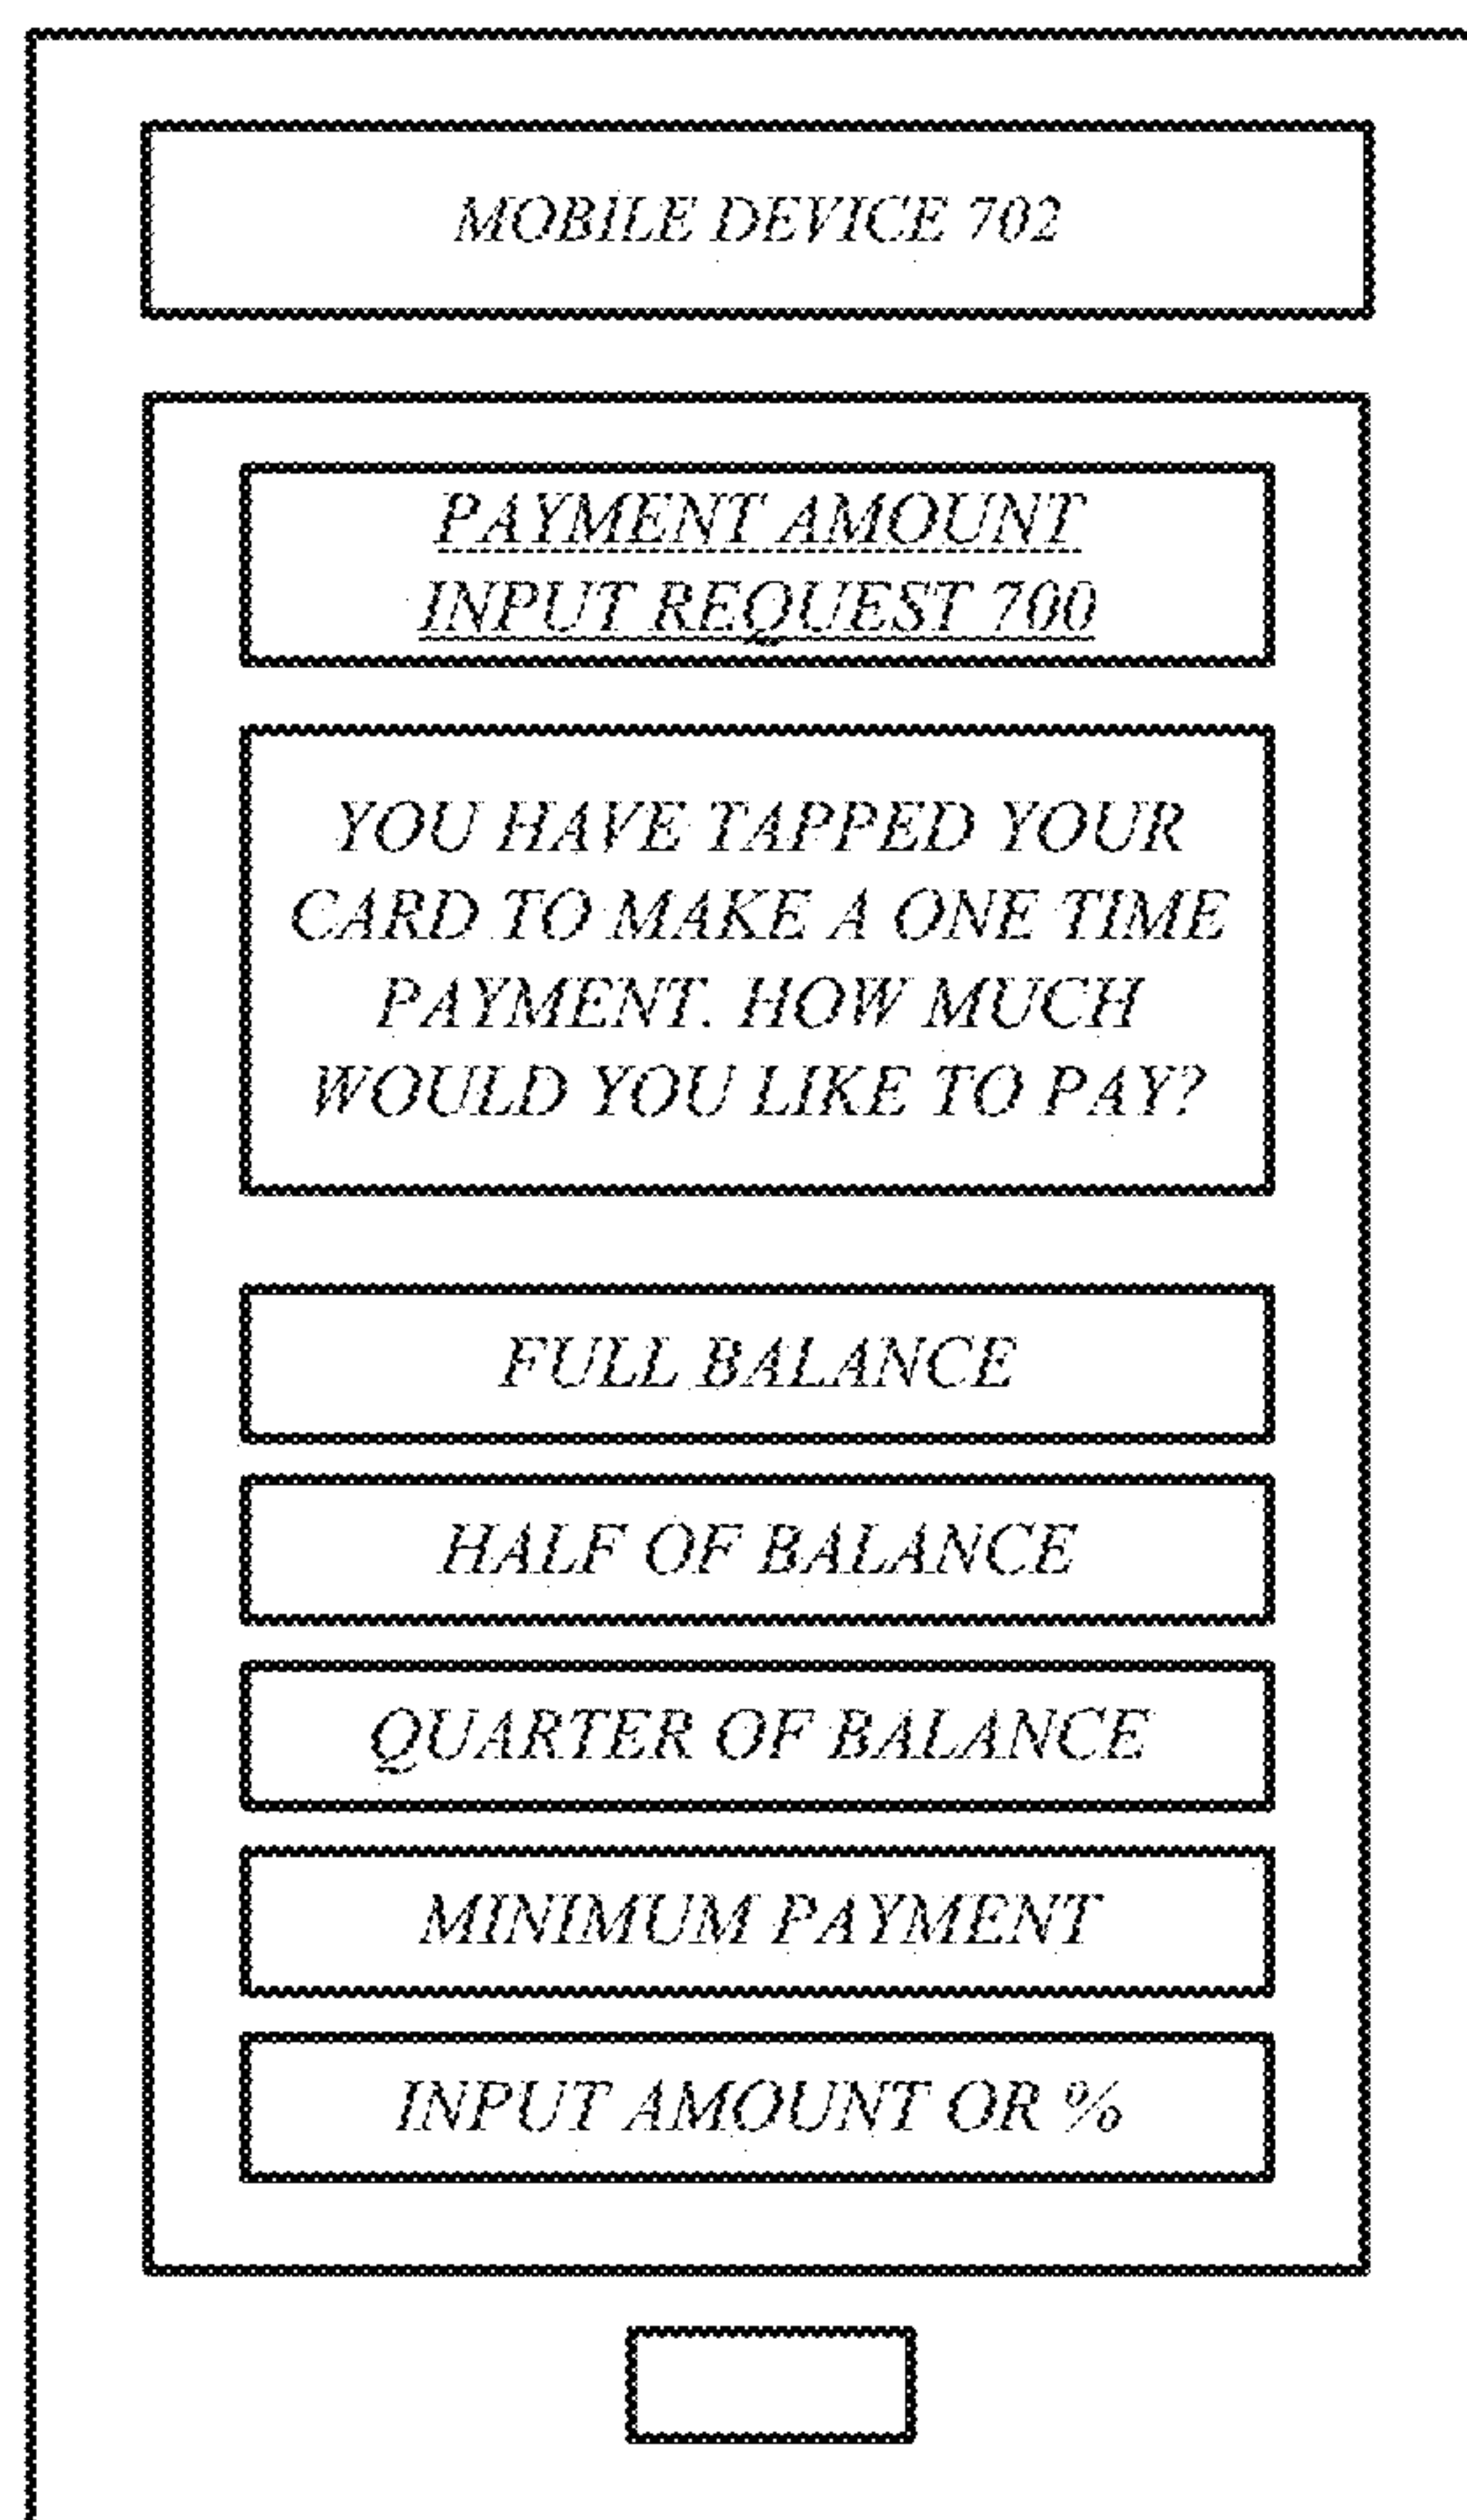 MOBILE DEVICE 702
PAYMENT AMOUNT
INPUT REQUEST 700
YOU HAVE TAPPED YOUR
CARD TO MAKE A ONE TIME
PAYMENT. HOW MUCH
WOULD YOU LIKE TO PAY?
FULL BALANCE
HALF OF BALANCE
QUARTER OF BALANCE
MINIMUM PAYMENT
INPUT AMOUNT OR %